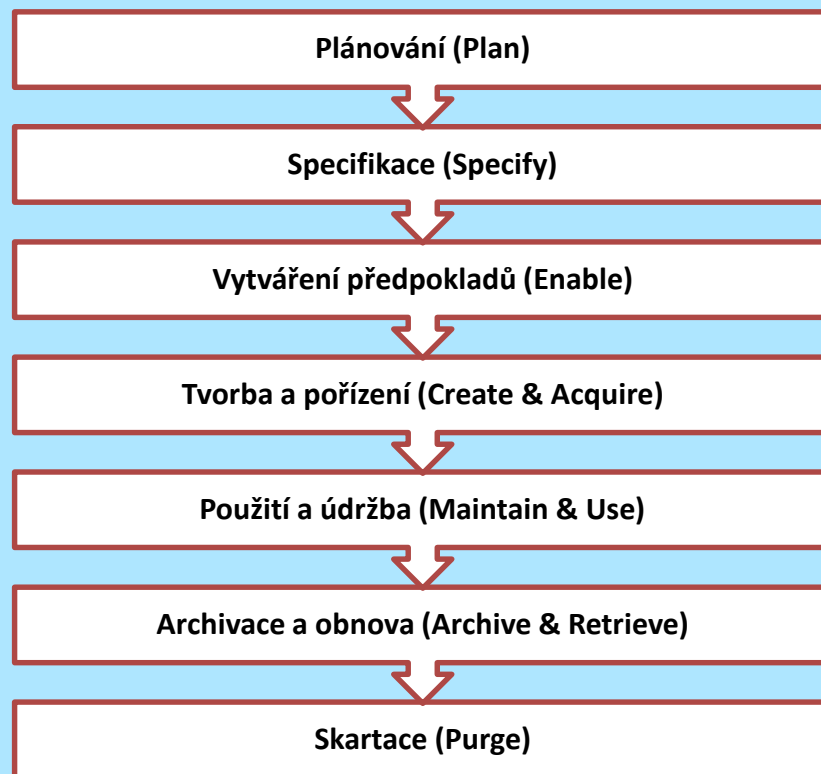 Plánování (Plan)
Specifikace (Specify)
Vytváření předpokladů (Enable)
Tvorba a pořízení (Create & Acquire)
Použití a údržba (Maintain & Use)
Archivace a obnova (Archive & Retrieve)
Skartace (Purge)